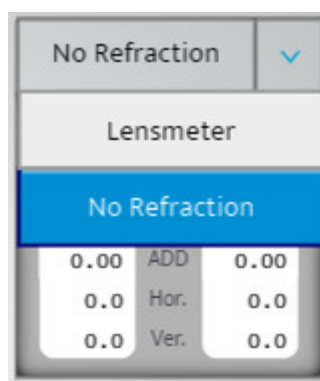 No Refraction
Lensmeter
No Refraction
0.00 ADD 0.00
0.0 Hor. 0.0
0.0 Ver. 0.0